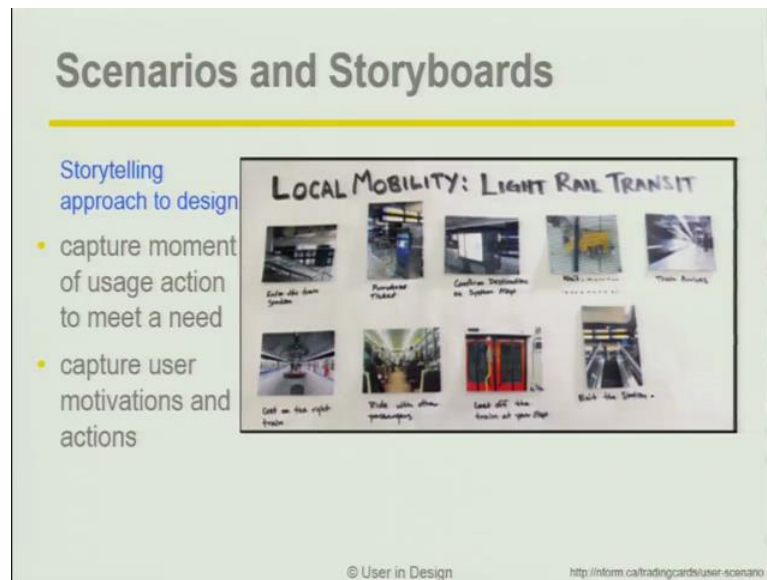 Scenarios and Storyboards
Storytelling
approach to design
• capture moment
of usage action
to meet a need
• capture user
motivations and
actions
LOCAL MOBILITY: LIGHT RAIL TRANSIT
Enter the train
Station
Purchase
Ticket
Confirm Destination
on System Maps
Wait
Train Arrives
Get on the right
train
Ride with other
passengers
Get off the
train at your stop
Exit the Station.
© User in Design
http://nform.ca/tradingcards/user-scenario